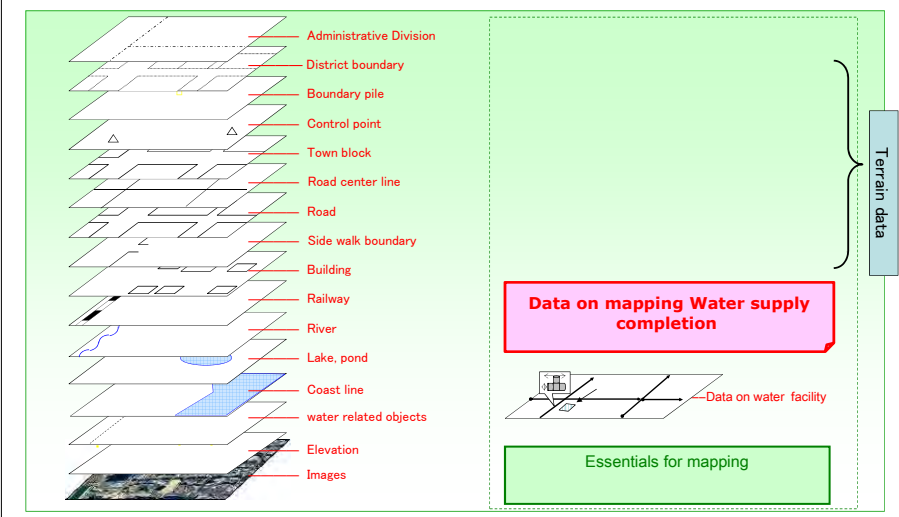 Administrative Division
District boundary
Boundary pile
Control point
Town block
Road center line
Road
Side walk boundary
Building
Railway
River
Lake, pond
Coast line
water related objects
Elevation
Images
Terrain data
Data on mapping Water supply
completion
Data on water facility
Essentials for mapping